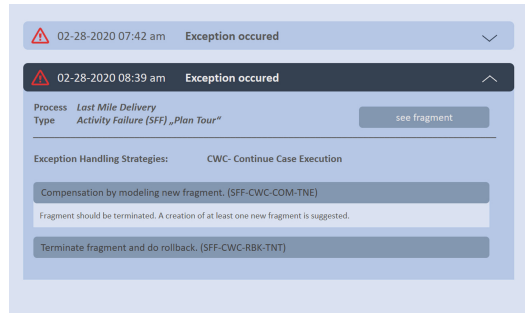 02-28-2020 07:42 am Exception occured
02-28-2020 08:39 am Exception occured
Process Last Mile Delivery
Type Activity Failure (SFF) „Plan Tour“
see fragment
Exception Handling Strategies: CWC- Continue Case Execution
Compensation by modeling new fragment. (SFF-CWC-COM-TNE)
Fragment should be terminated. A creation of at least one new fragment is suggested.
Terminate fragment and do rollback. (SFF-CWC-RBK-TNT)